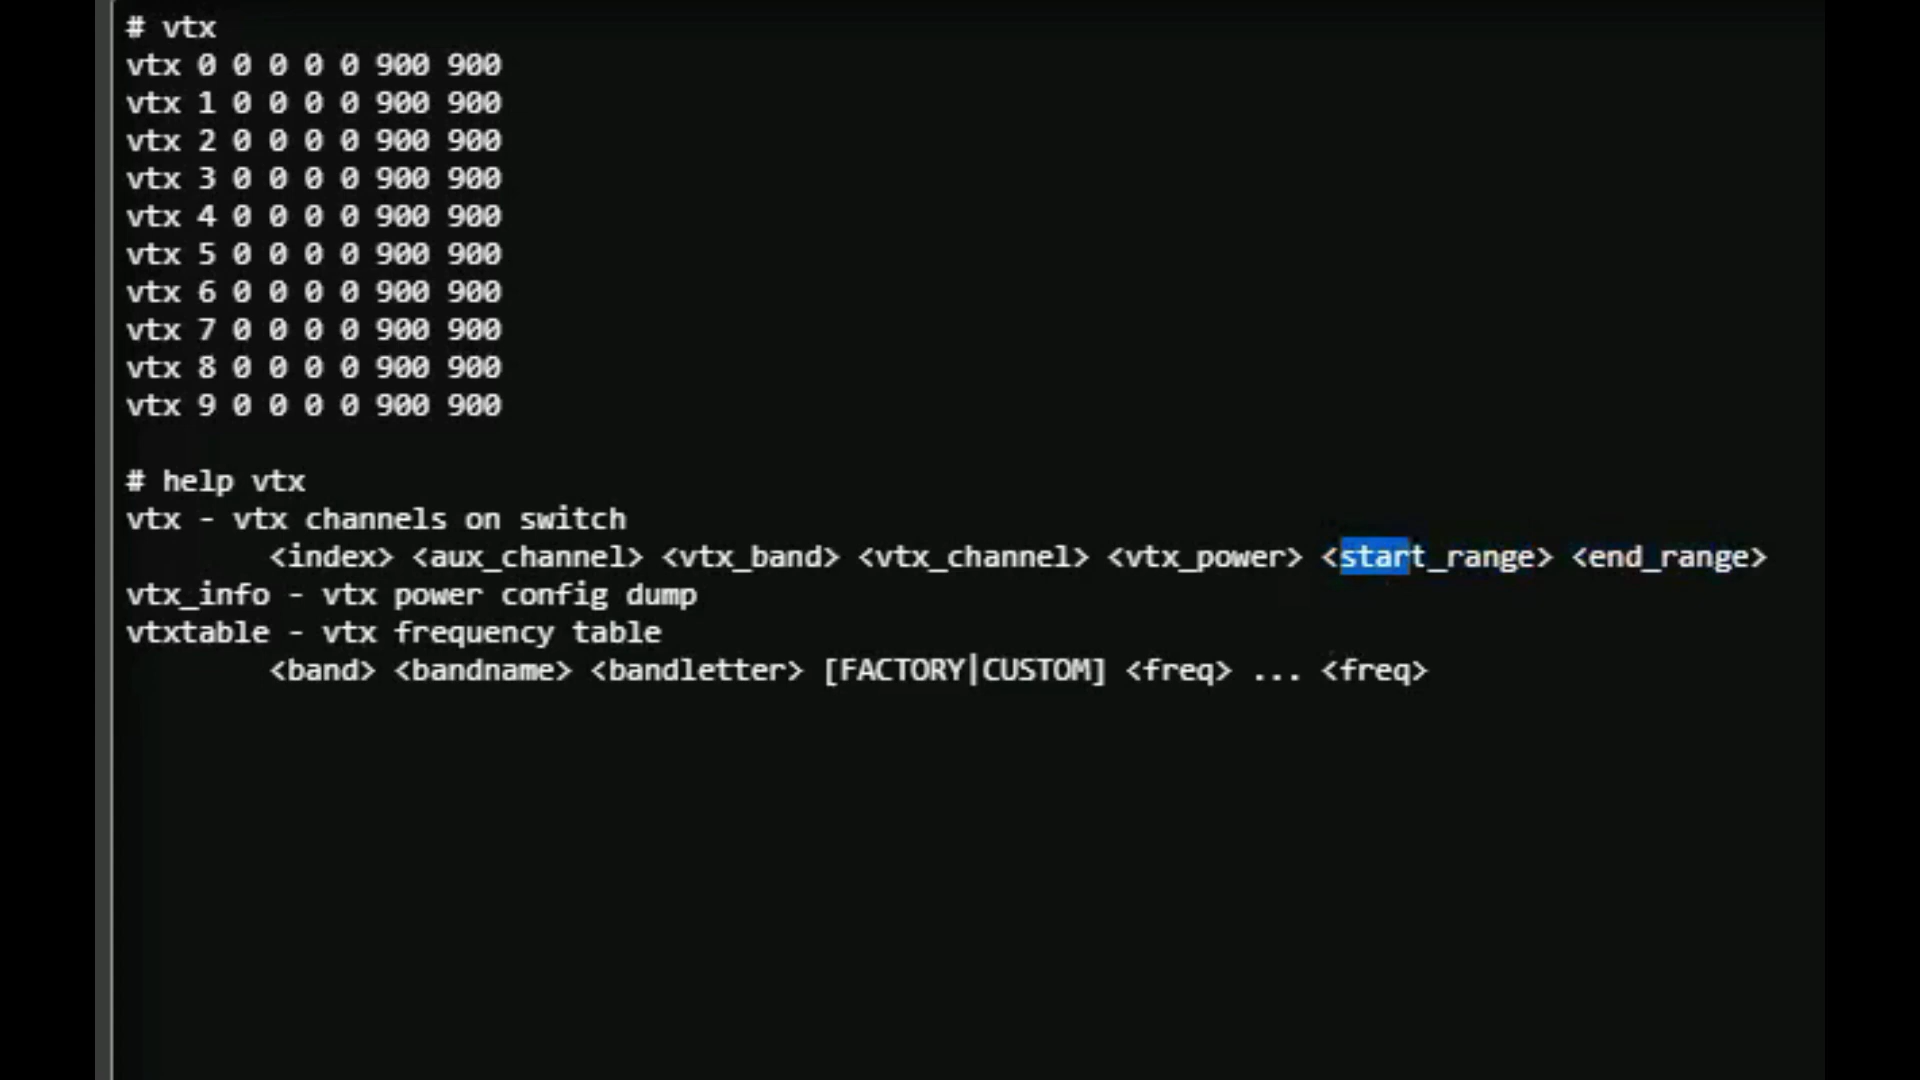 # vtx
vtx 0 0 0 0 0 900 900
vtx 1 0 0 0 0 900 900
vtx 2 0 0 0 0 900 900
vtx 3 0 0 0 0 900 900
vtx 4 0 0 0 0 900 900
vtx 5 0 0 0 0 900 900
vtx 6 0 0 0 0 900 900
vtx 7 0 0 0 0 900 900
vtx 8 0 0 0 0 900 900
vtx 9 0 0 0 0 900 900
# help vtx
vtx - vtx channels on switch
<index> <aux_channel> <vtx_band> <vtx_channel> <vtx_power> <start_range> <end_range>
vtx_info - vtx power config dump
vtxtable - vtx frequency table
<band> <bandname> <bandletter> [FACTORY|CUSTOM] <freq> ... <freq>